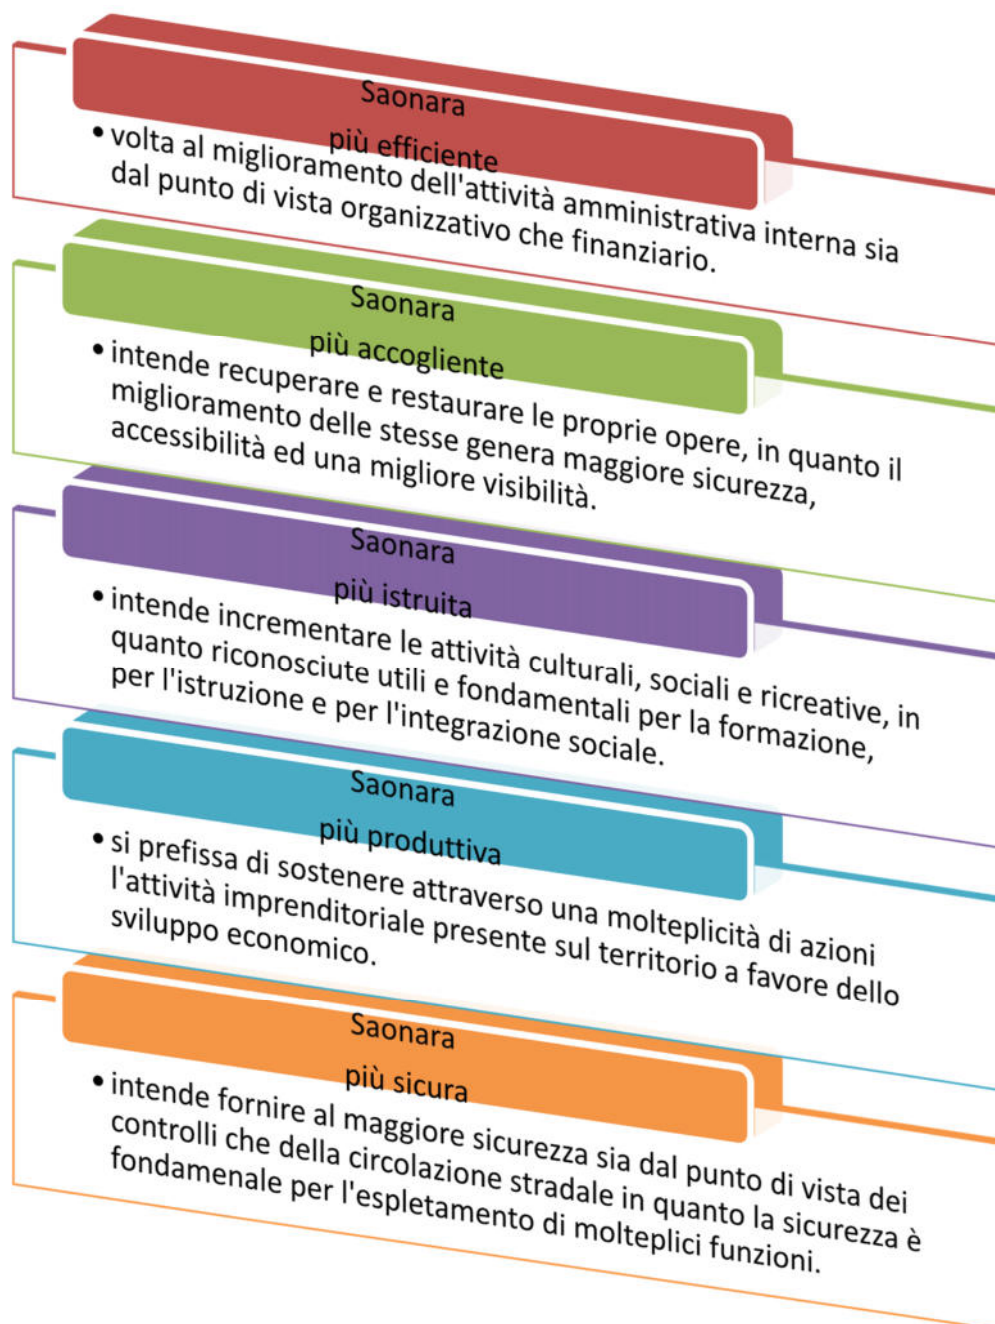 Saonara
più efficiente
• volta al miglioramento dell'attività amministrativa interna sia
dal punto di vista organizzativo che finanziario.
Saonara
più accogliente
• intende recuperare e restaurare le proprie opere, in quanto il
miglioramento delle stesse genera maggiore sicurezza,
accessibilità ed una migliore visibilità.
Saonara
più istruita
• intende incrementare le attività culturali, sociali e ricreative, in
quanto riconosciute utili e fondamentali per la formazione,
per l'istruzione e per l'integrazione sociale.
Saonara
più produttiva
• si prefissa di sostenere attraverso una molteplicità di azioni
l'attività imprenditoriale presente sul territorio a favore dello
sviluppo economico.
Saonara
più sicura
• intende fornire al maggiore sicurezza sia dal punto di vista dei
controlli che della circolazione stradale in quanto la sicurezza è
fondamenale per l'espletamento di molteplici funzioni.